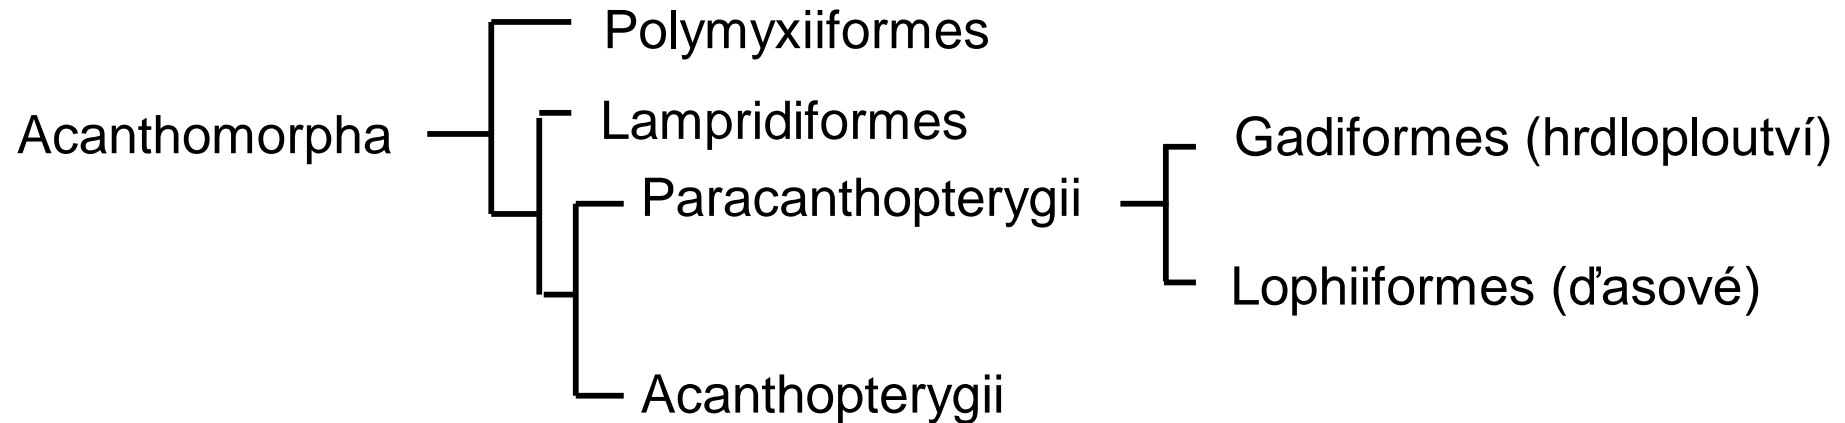 Polymyxiiformes
Acanthomorpha
Lampridiformes
Paracanthopterygii
Gadiformes (hrdloploutví)
Lophiiformes (ďasové)
Acanthopterygii